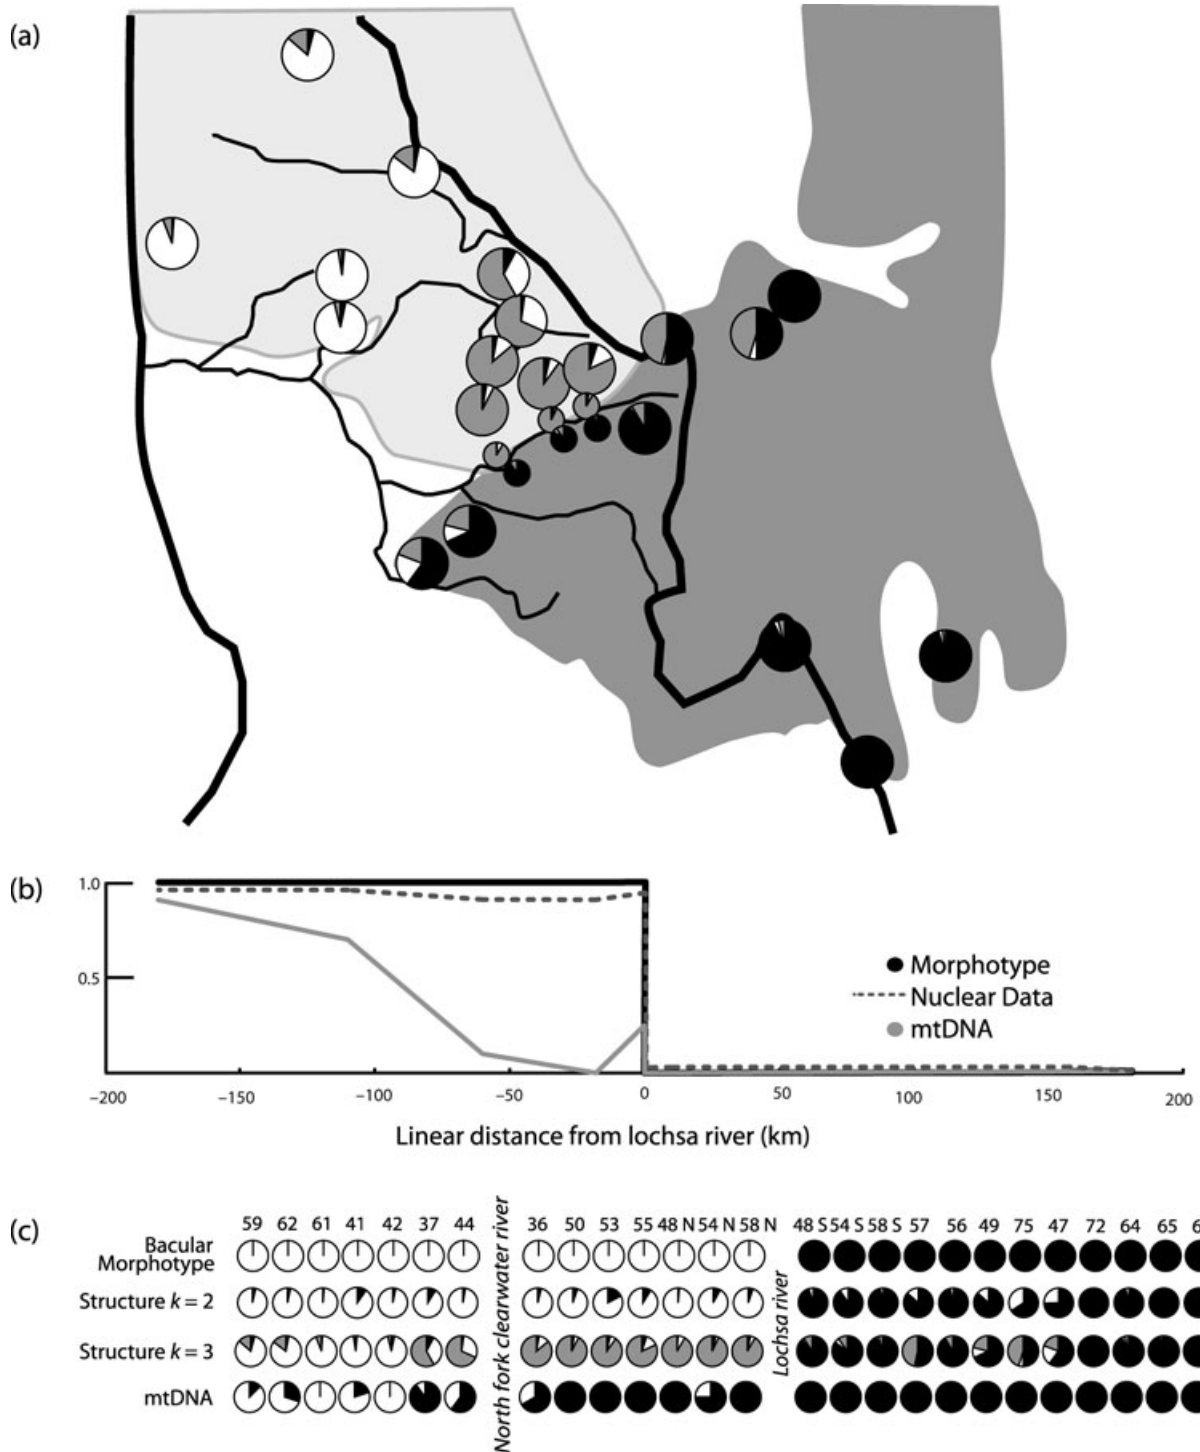 (a)
(b)
1.0
0.5
Morphotype
Nuclear Data
mtDNA
−200 −150 −100 −50 0 50 100 150 200
Linear distance from lochsa river (km)
(c)
59 62 61 41 42 37 44
North fork clearwater river
36 50 53 55 48 N 54 N 58 N
Lochsa river
48 S 54 S 58 S 57 56 49 75 47 72 64 65 6
Bacular
Morphotype
Structure k = 2
Structure k = 3
mtDNA